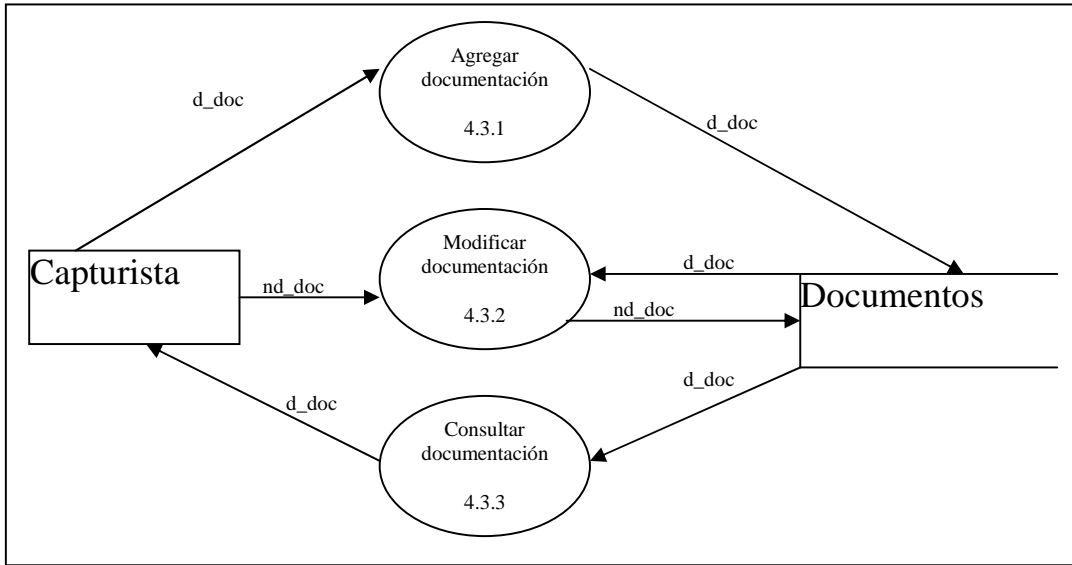 Agregar
documentación
4.3.1
d_doc
d_doc
Capturista
nd_doc
Modificar
documentación
4.3.2
d_doc
nd_doc
Documentos
d_doc
d_doc
Consultar
documentación
4.3.3